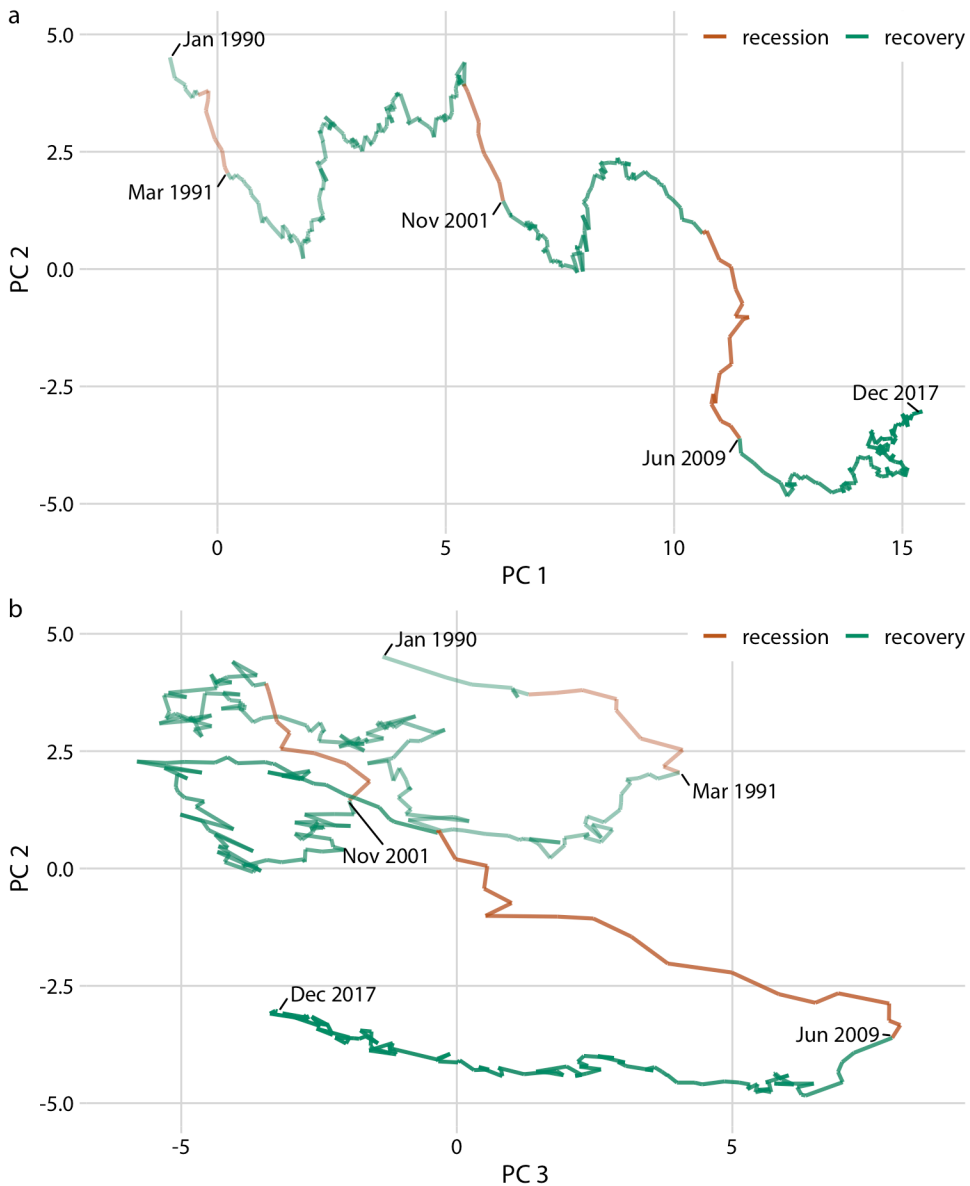 a
5.0
Jan 1990
recession
recovery
2.5
Mar 1991
Nov 2001
PC 2
0.0
-2.5
Dec 2017
Jun 2009
-5.0
0
5
10
15
PC 1
b
5.0
Jan 1990
recession
recovery
2.5
Mar 1991
Nov 2001
PC 2
0.0
-2.5
Dec 2017
Jun 2009
-5.0
-5
0
5
PC 3